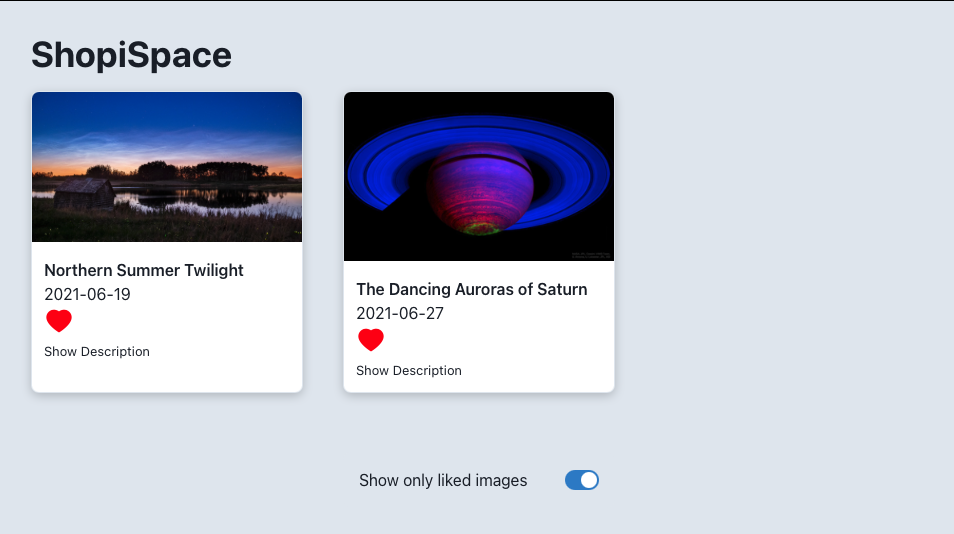 ShopiSpace
Northern Summer Twilight
2021-06-19
Show Description
The Dancing Auroras of Saturn
2021-06-27
Show Description
Show only liked images